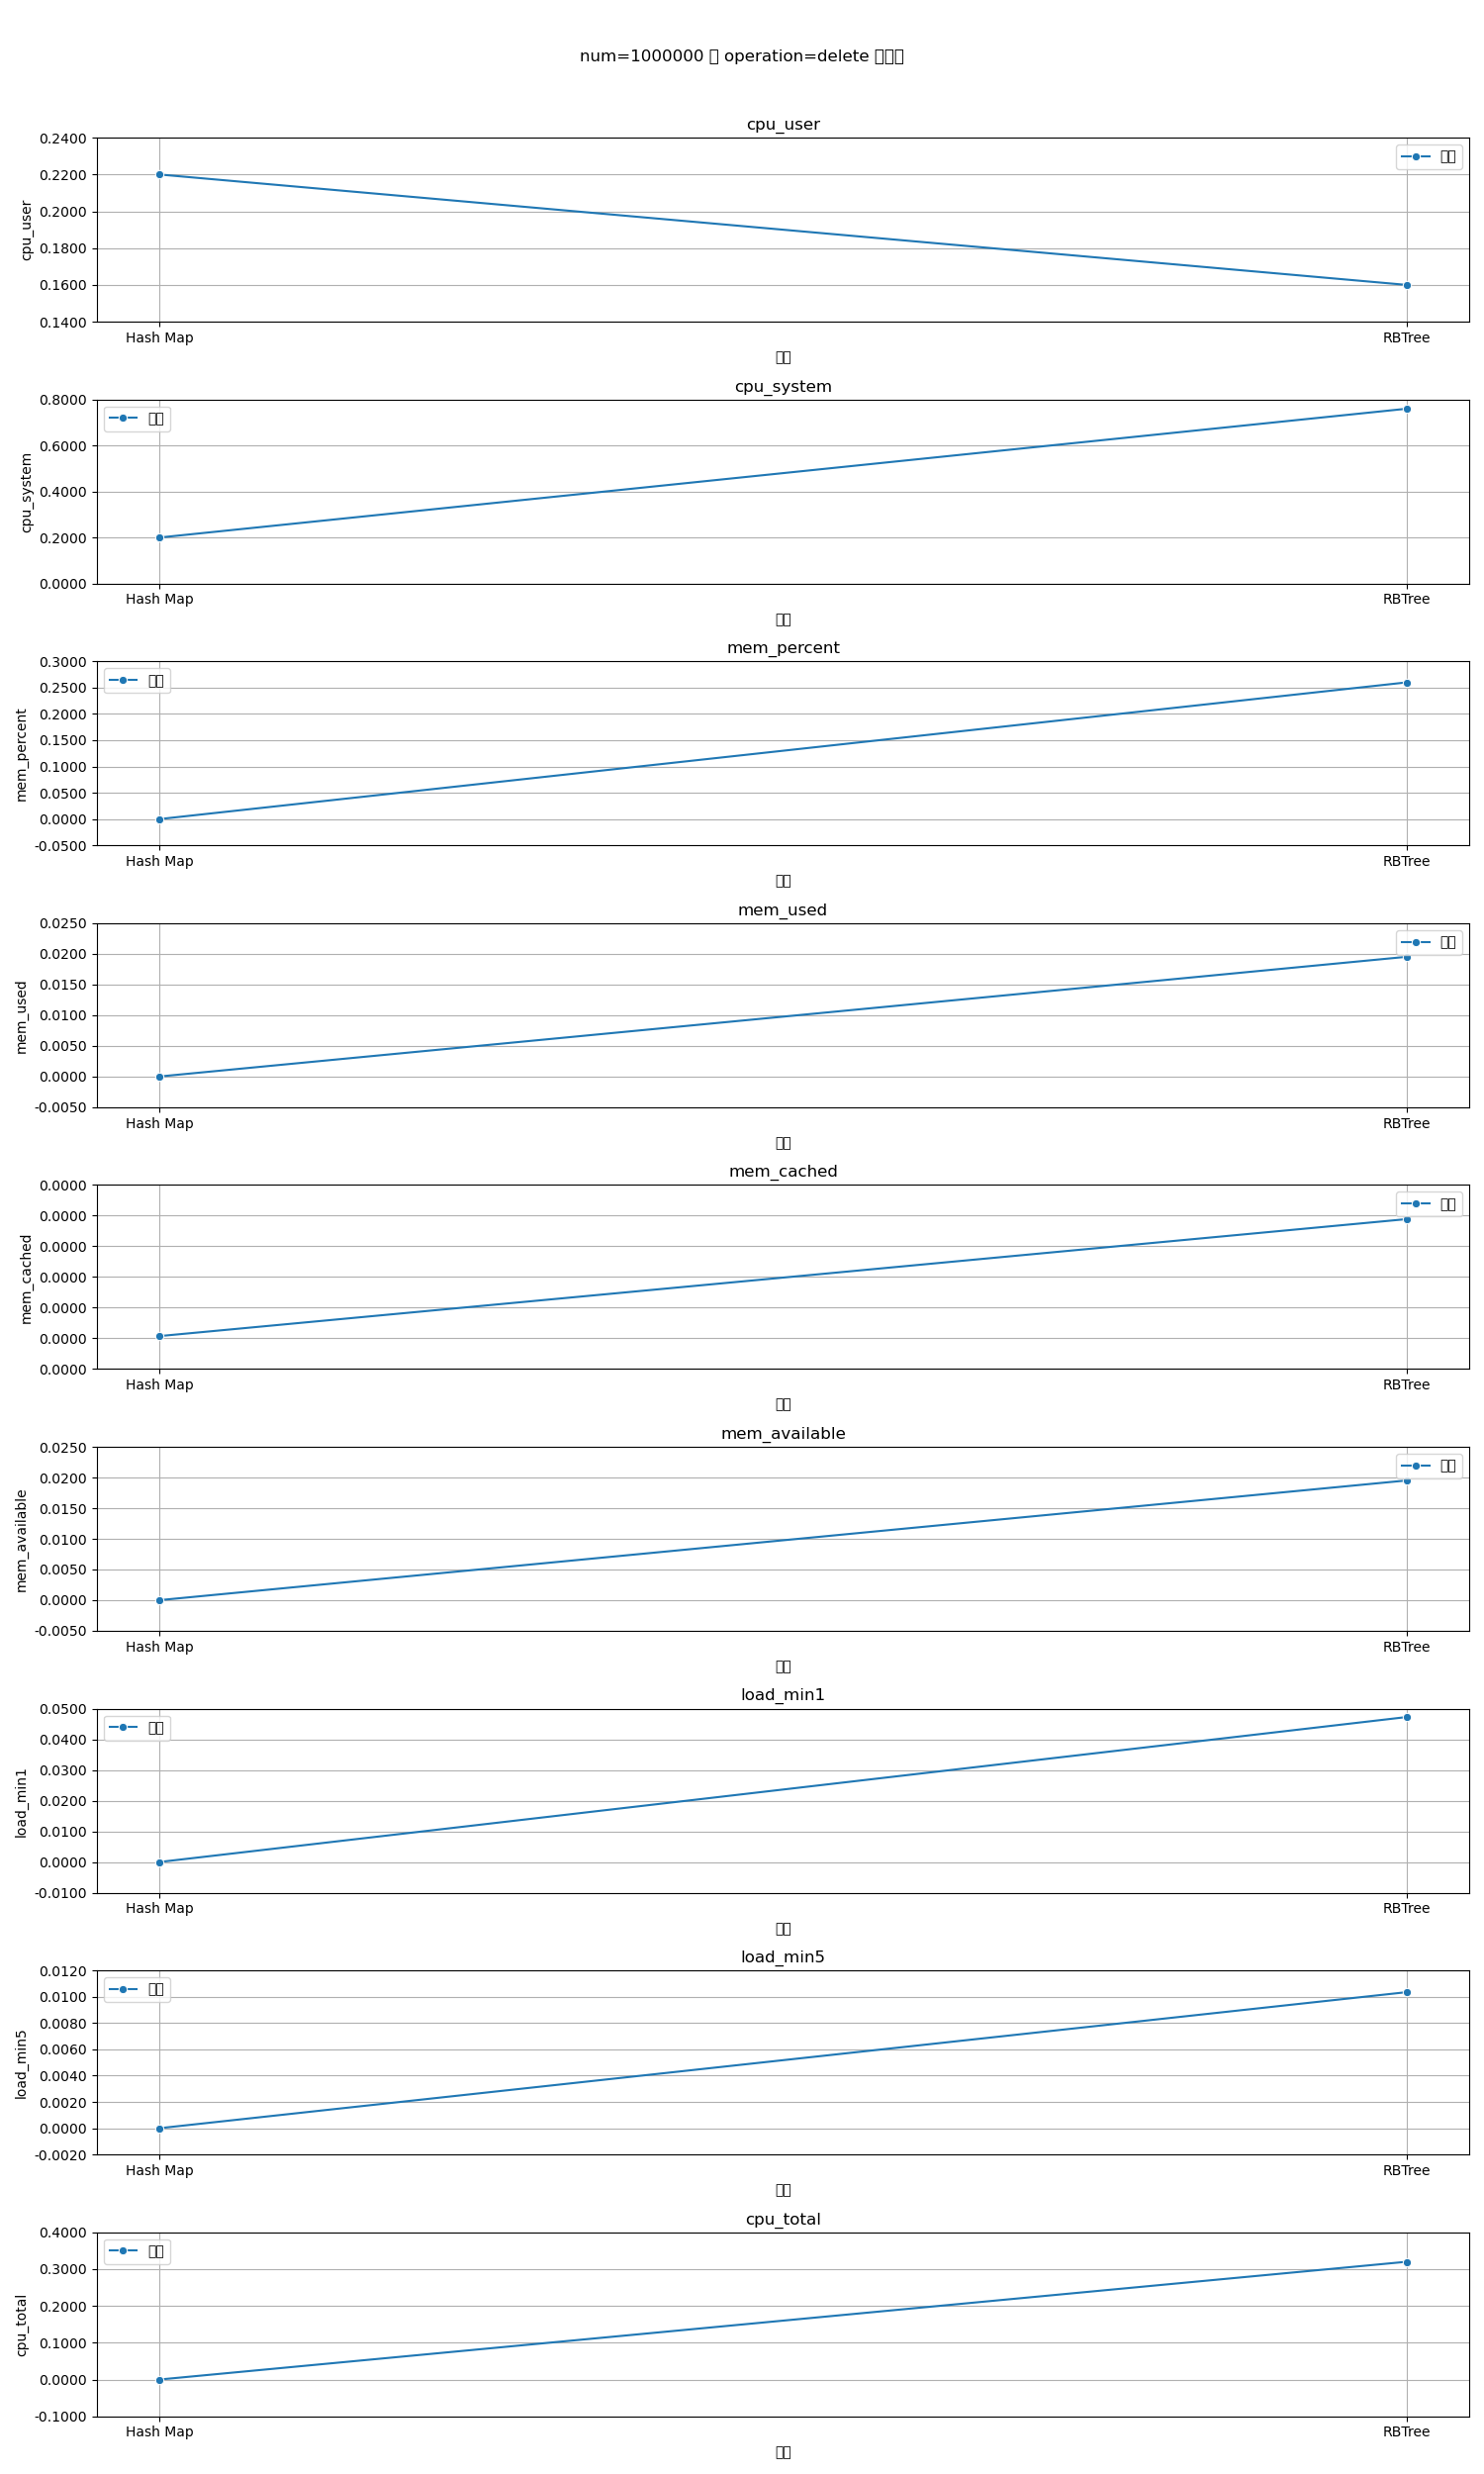 num=1000000 operation=delete
cpu_user
0.2400
0.2200
0.2000
0.1800
0.1600
0.1400
cpu_user
Hash Map
RBTree
cpu_system
0.8000
0.6000
0.4000
0.2000
0.0000
cpu_system
Hash Map
RBTree
mem_percent
0.3000
0.2500
0.2000
0.1500
0.1000
0.0500
0.0000
-0.0500
mem_percent
Hash Map
RBTree
mem_used
0.0250
0.0200
0.0150
0.0100
0.0050
0.0000
-0.0050
mem_used
Hash Map
RBTree
mem_cached
0.0000
0.0000
0.0000
0.0000
0.0000
0.0000
0.0000
mem_cached
Hash Map
RBTree
mem_available
0.0250
0.0200
0.0150
0.0100
0.0050
0.0000
-0.0050
mem_available
Hash Map
RBTree
load_min1
0.0500
0.0400
0.0300
0.0200
0.0100
0.0000
-0.0100
load_min1
Hash Map
RBTree
load_min5
0.0120
0.0100
0.0080
0.0060
0.0040
0.0020
0.0000
-0.0020
load_min5
Hash Map
RBTree
cpu_total
0.4000
0.3000
0.2000
0.1000
0.0000
-0.1000
cpu_total
Hash Map
RBTree